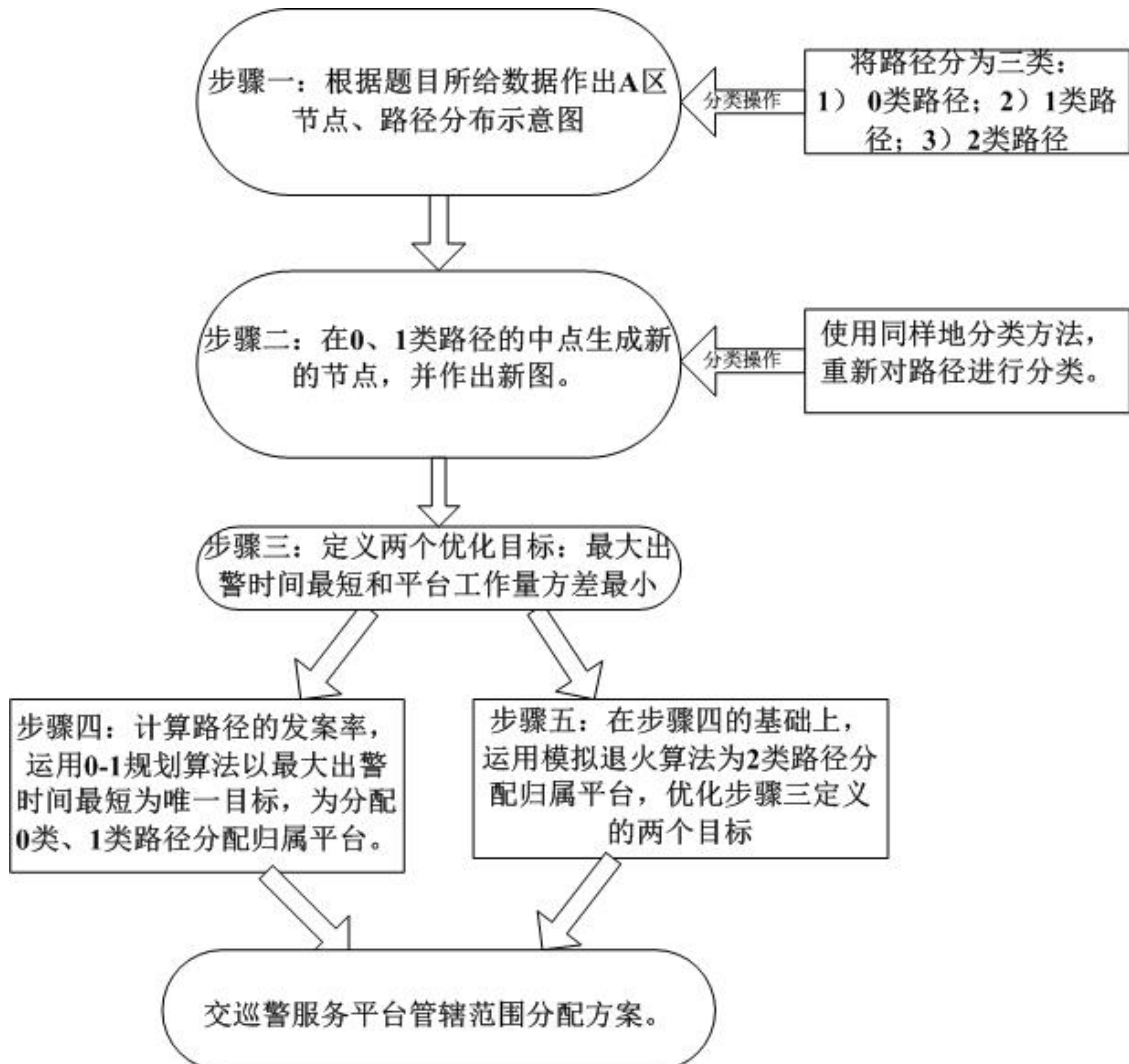 步骤一：根据题目所给数据作出A区
节点、路径分布示意图
分类操作
将路径分为三类：
1） 0类路径；2）1类路
径；3）2类路径
步骤二：在0、1类路径的中点生成新
的节点，并作出新图。
分类操作
使用同样地分类方法，
重新对路径进行分类。
步骤三：定义两个优化目标：最大出
警时间最短和平台工作量方差最小
步骤四：计算路径的发案率，
运用0-1规划算法以最大出警
时间最短为唯一目标，为分配
0类、1类路径分配归属平台。
步骤五：在步骤四的基础上，
运用模拟退火算法为2类路径分
配归属平台，优化步骤三定义
的两个目标
交巡警服务平台管辖范围分配方案。